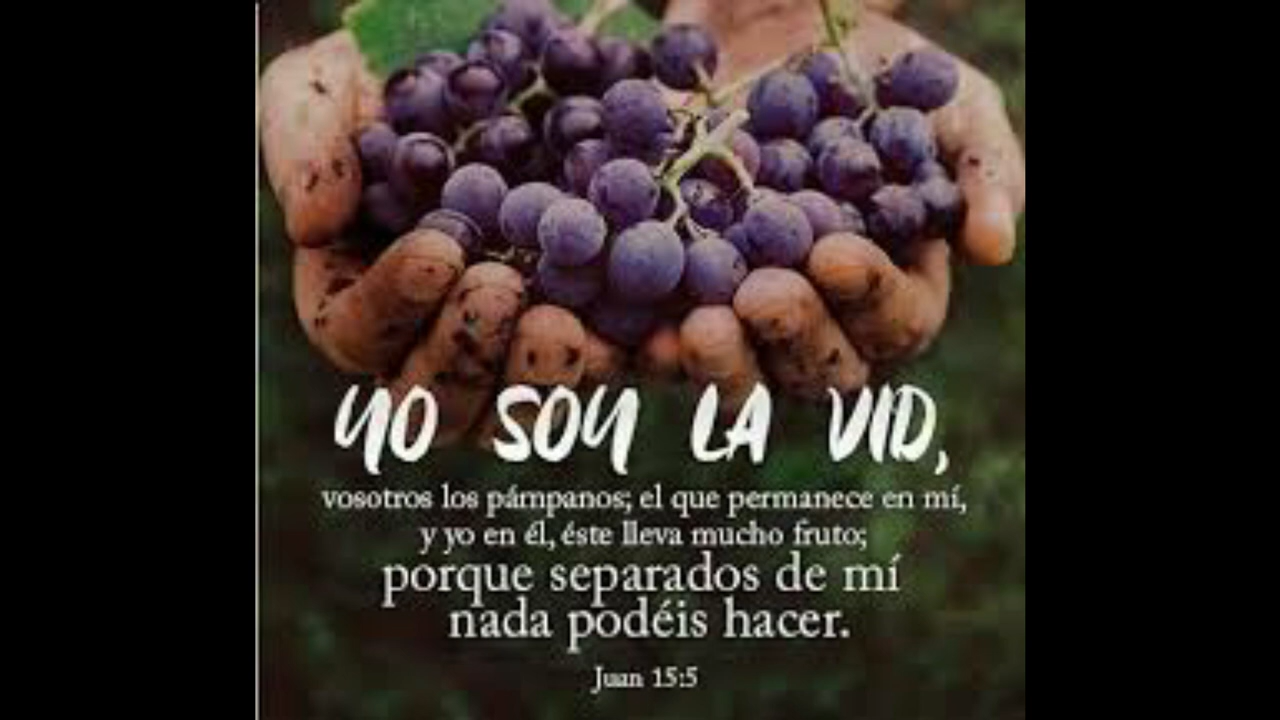 YO SOY LA VID,
vosotros los pámpanos; el que permanece en mí,
y yo en él, éste lleva mucho fruto;
porque separados de mí
nada podéis hacer.
Juan 15:5